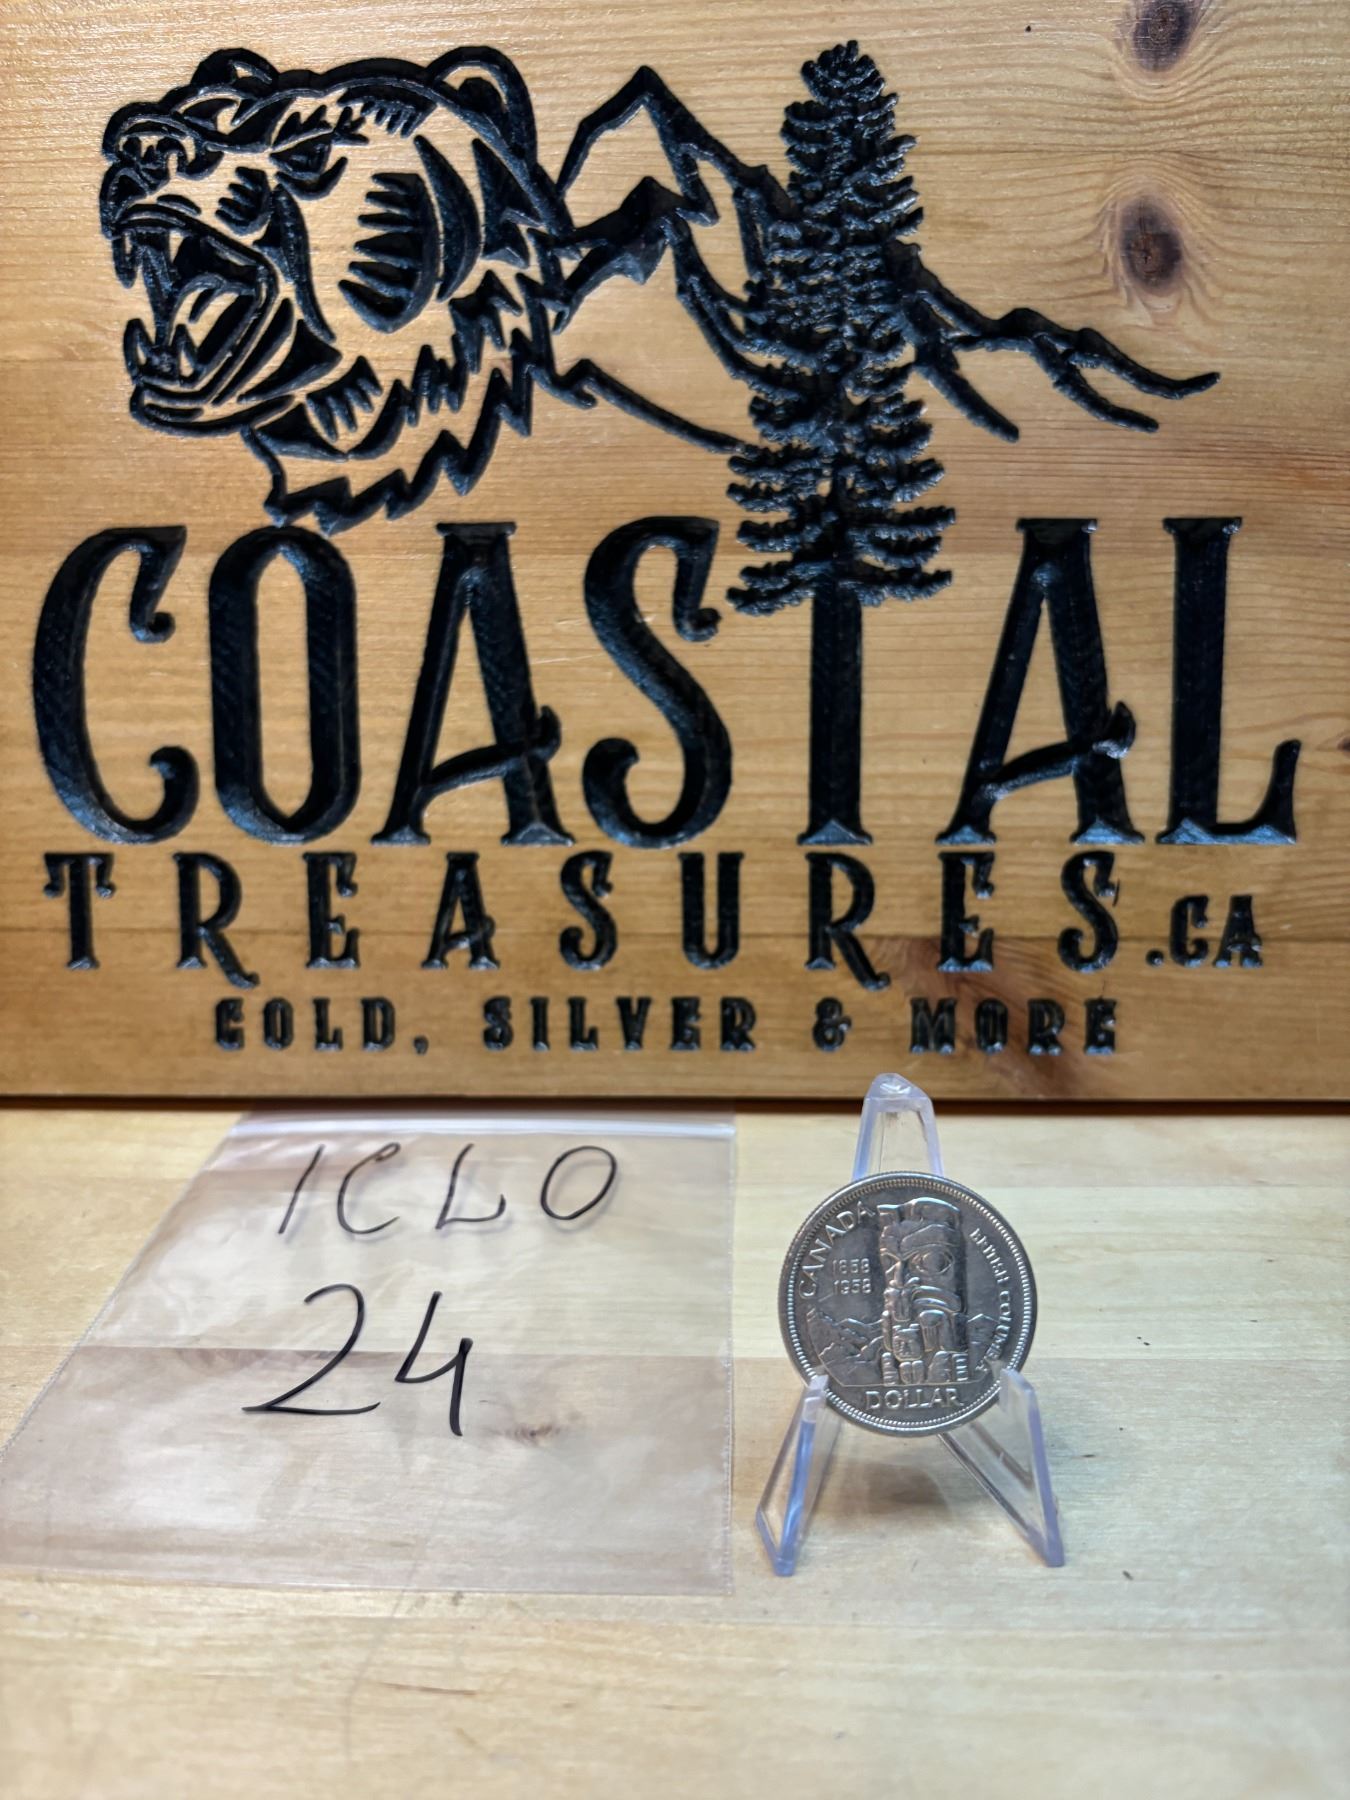 COASTAL
TREASURES.CA
GOLD, SILVER & MORE
ICLO
24
CANADA
1858
1958
BRITISH COLUMBIA
DOLLAR